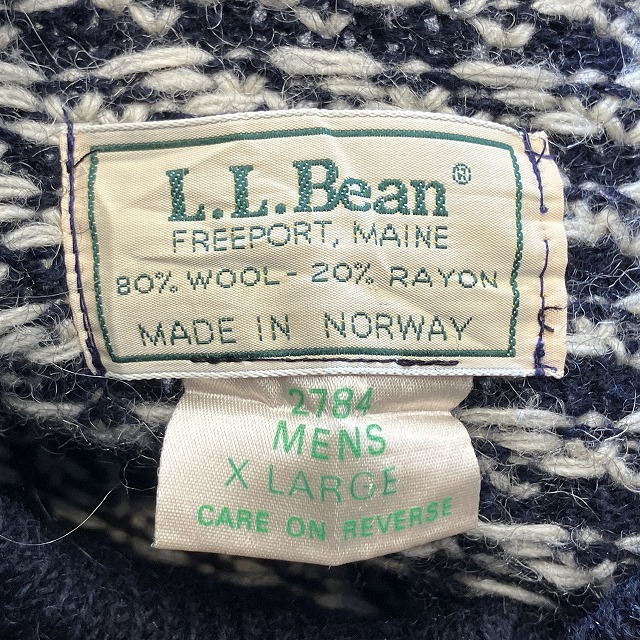 L.L.Bean®
FREEPORT, MAINE
80% WOOL - 20% RAYON
MADE IN NORWAY
2784
MENS
X LARGE
CARE ON REVERSE